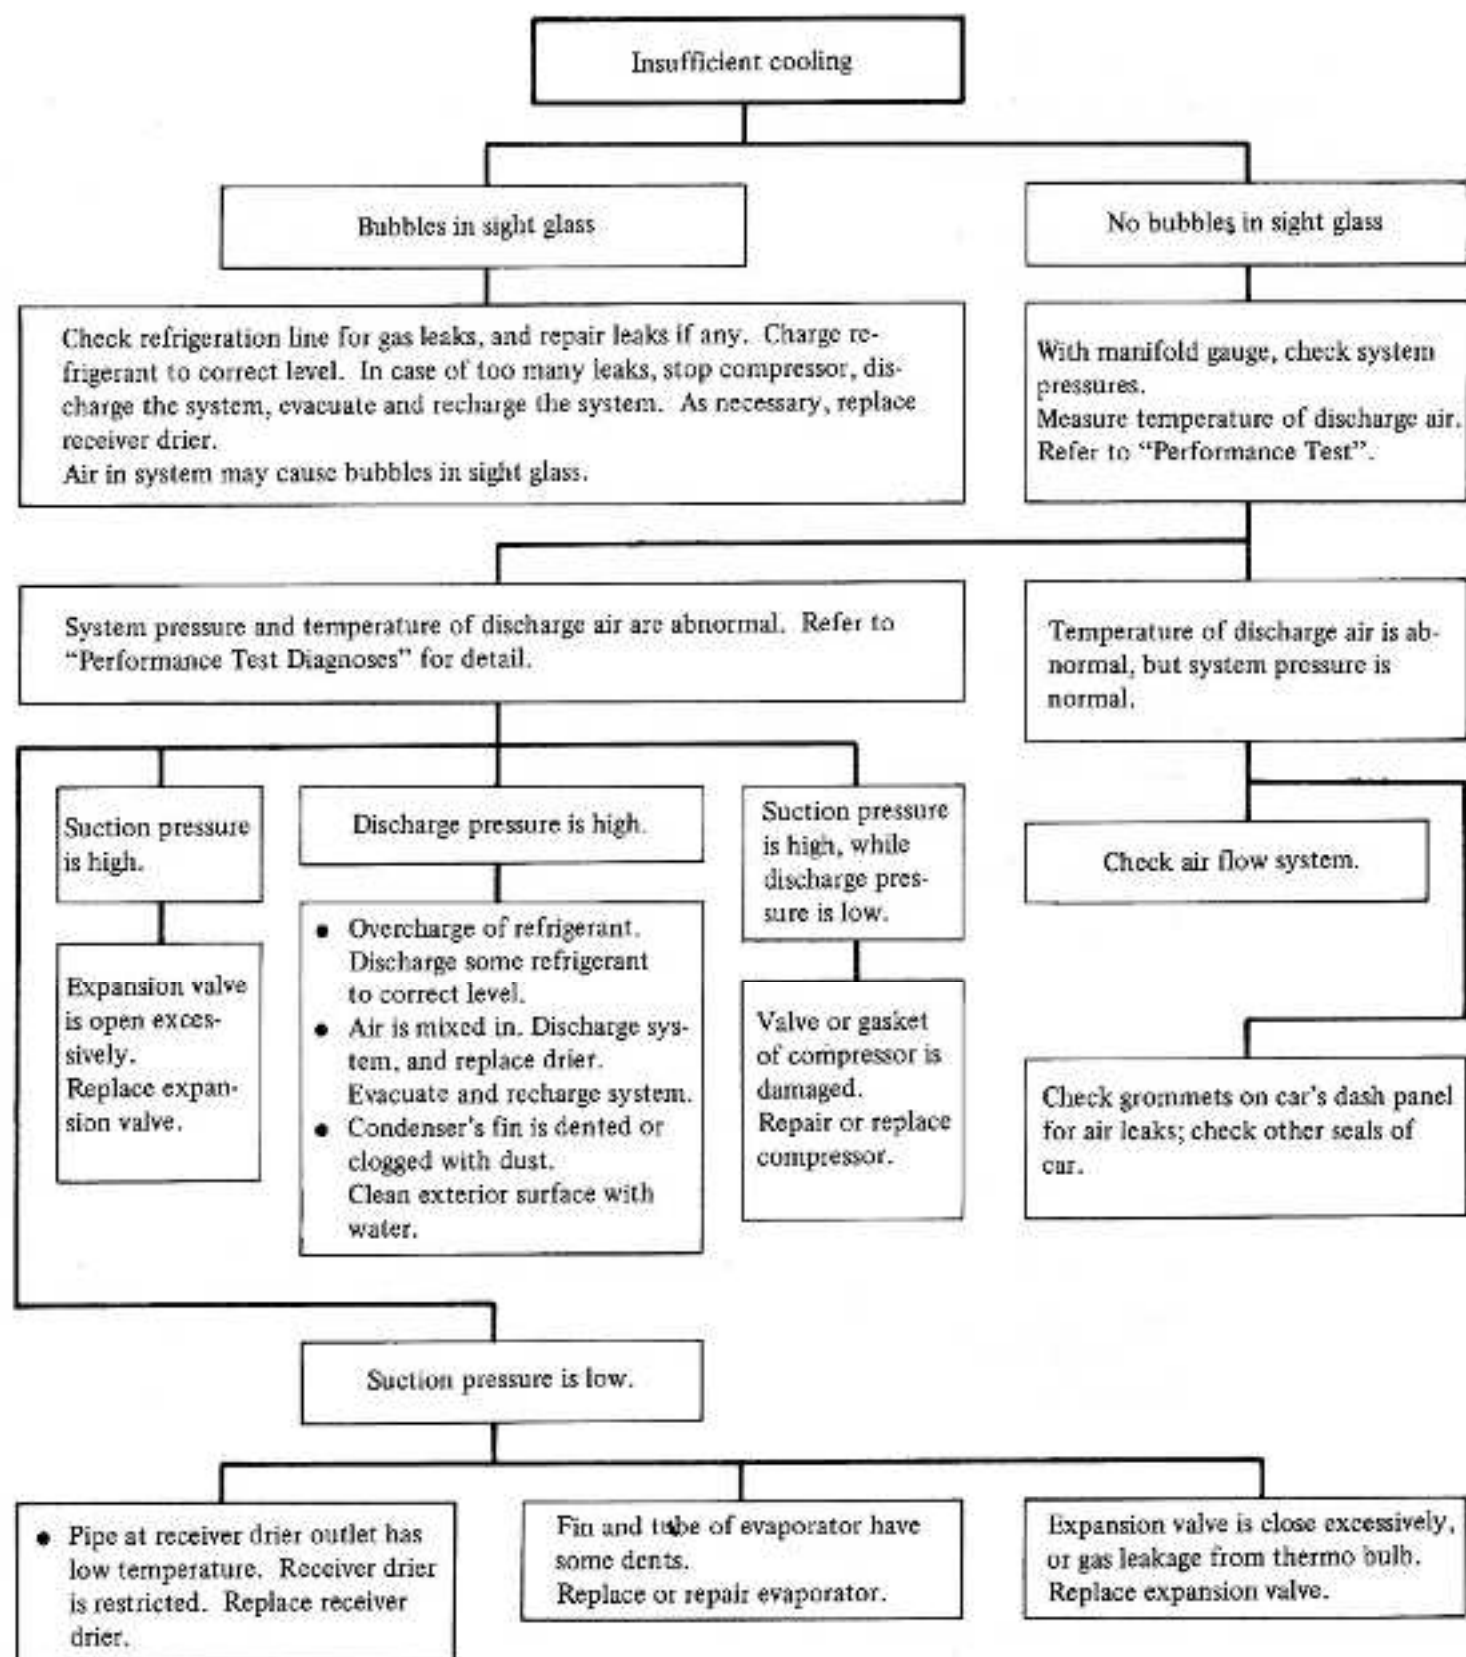 Insufficient cooling
Bubbles in sight glass
No bubbles in sight glass
Check refrigeration line for gas leaks, and repair leaks if any. Charge re-
frigerant to correct level. In case of too many leaks, stop compressor, dis-
charge the system, evacuate and recharge the system. As necessary, replace
receiver drier.
Air in system may cause bubbles in sight glass.
With manifold gauge, check system
pressures.
Measure temperature of discharge air.
Refer to “Performance Test”.
System pressure and temperature of discharge air are abnormal. Refer to
“Performance Test Diagnoses” for detail.
Temperature of discharge air is ab-
normal, but system pressure is
normal.
Suction pressure
is high.
Discharge pressure is high.
Suction pressure
is high, while
discharge pres-
sure is low.
Check air flow system.
Expansion valve
is open exces-
sively.
Replace expan-
sion valve.
● Overcharge of refrigerant.
Discharge some refrigerant
to correct level.
● Air is mixed in. Discharge sys-
tem, and replace drier.
Evacuate and recharge system.
● Condenser's fin is dented or
clogged with dust.
Clean exterior surface with
water.
Valve or gasket
of compressor is
damaged.
Repair or replace
compressor.
Check grommets on car's dash panel
for air leaks; check other seals of
car.
Suction pressure is low.
● Pipe at receiver drier outlet has
low temperature. Receiver drier
is restricted. Replace receiver
drier.
Fin and tube of evaporator have
some dents.
Replace or repair evaporator.
Expansion valve is close excessively,
or gas leakage from thermo bulb.
Replace expansion valve.